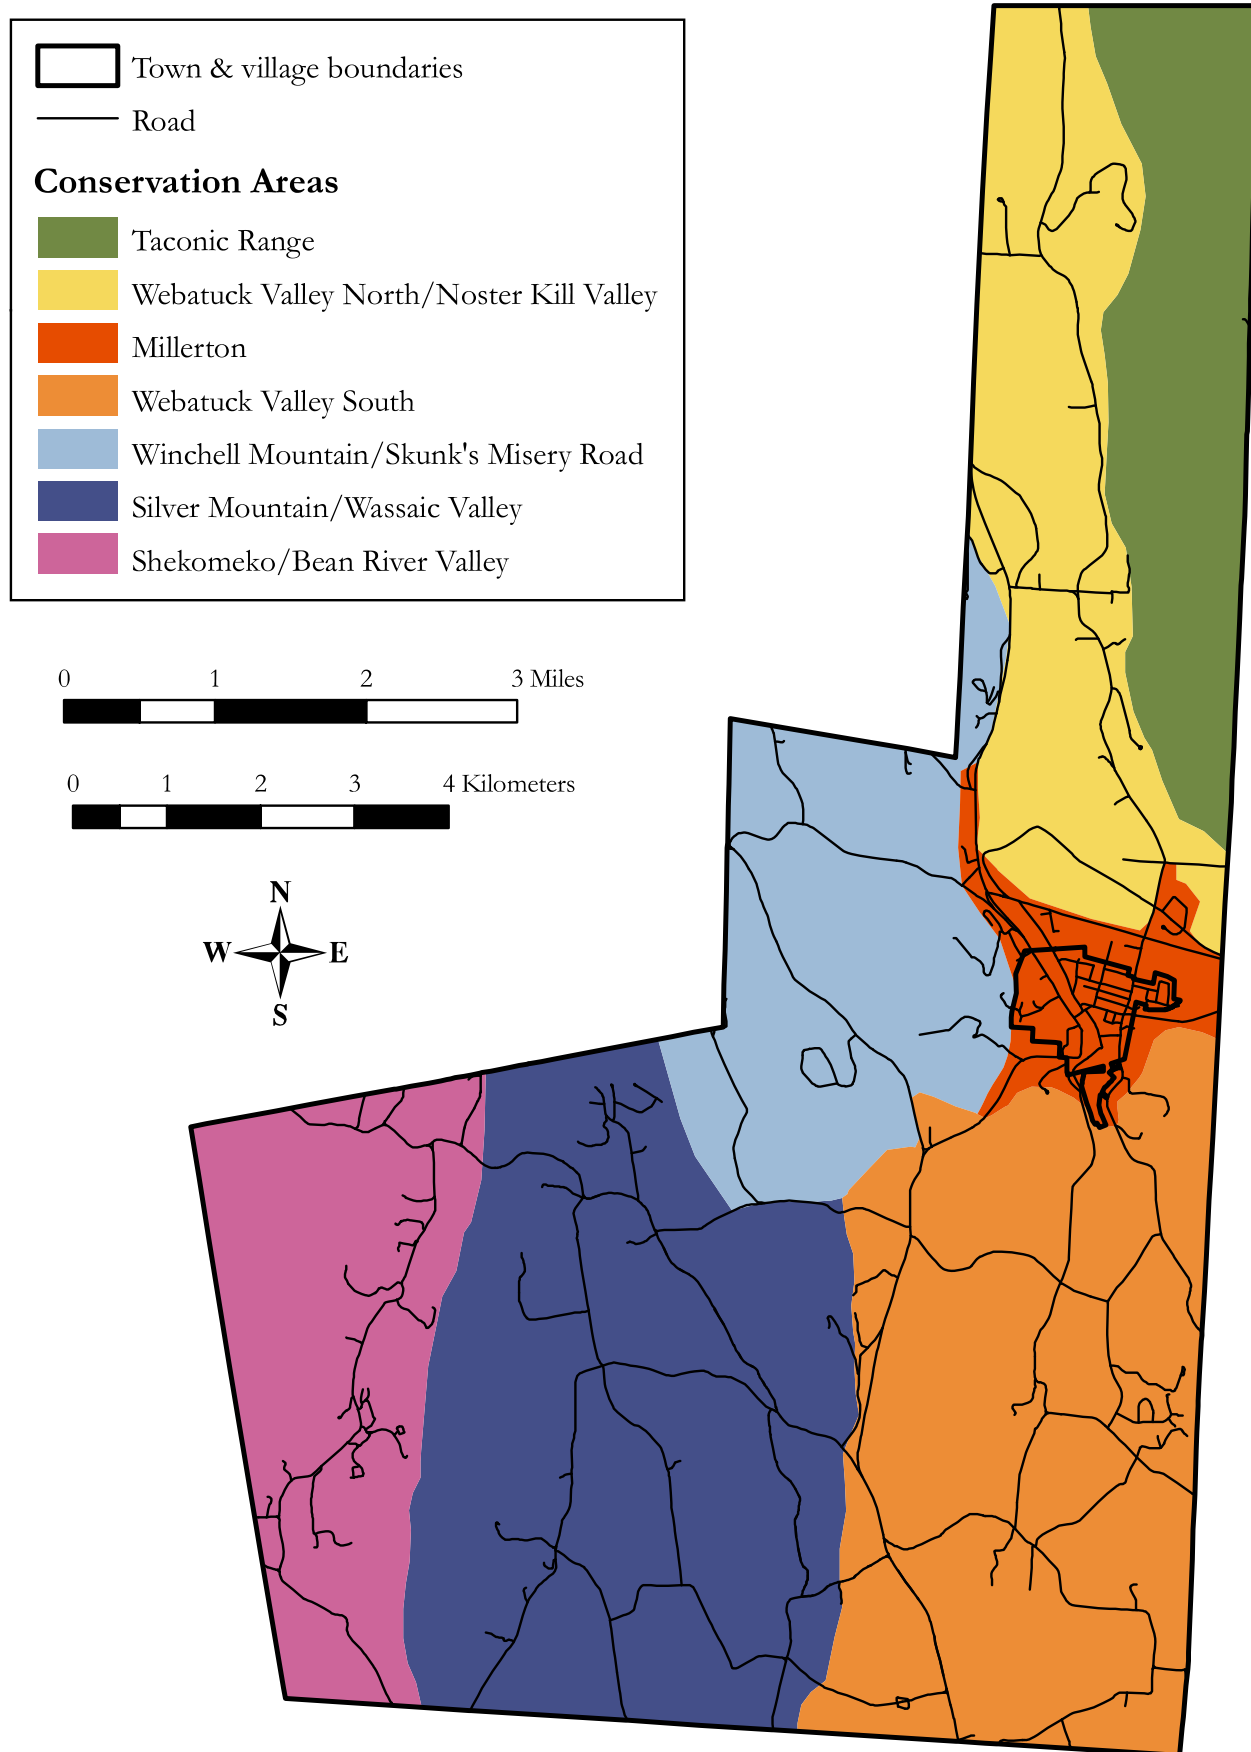 Town & village boundaries
Road
Conservation Areas
Taconic Range
Webatuck Valley North/Noster Kill Valley
Millerton
Webatuck Valley South
Winchell Mountain/Skunk's Misery Road
Silver Mountain/Wassaic Valley
Shekomeko/Bean River Valley
0 1 2 3 Miles
0 1 2 3 4 Kilometers
N
W E
S